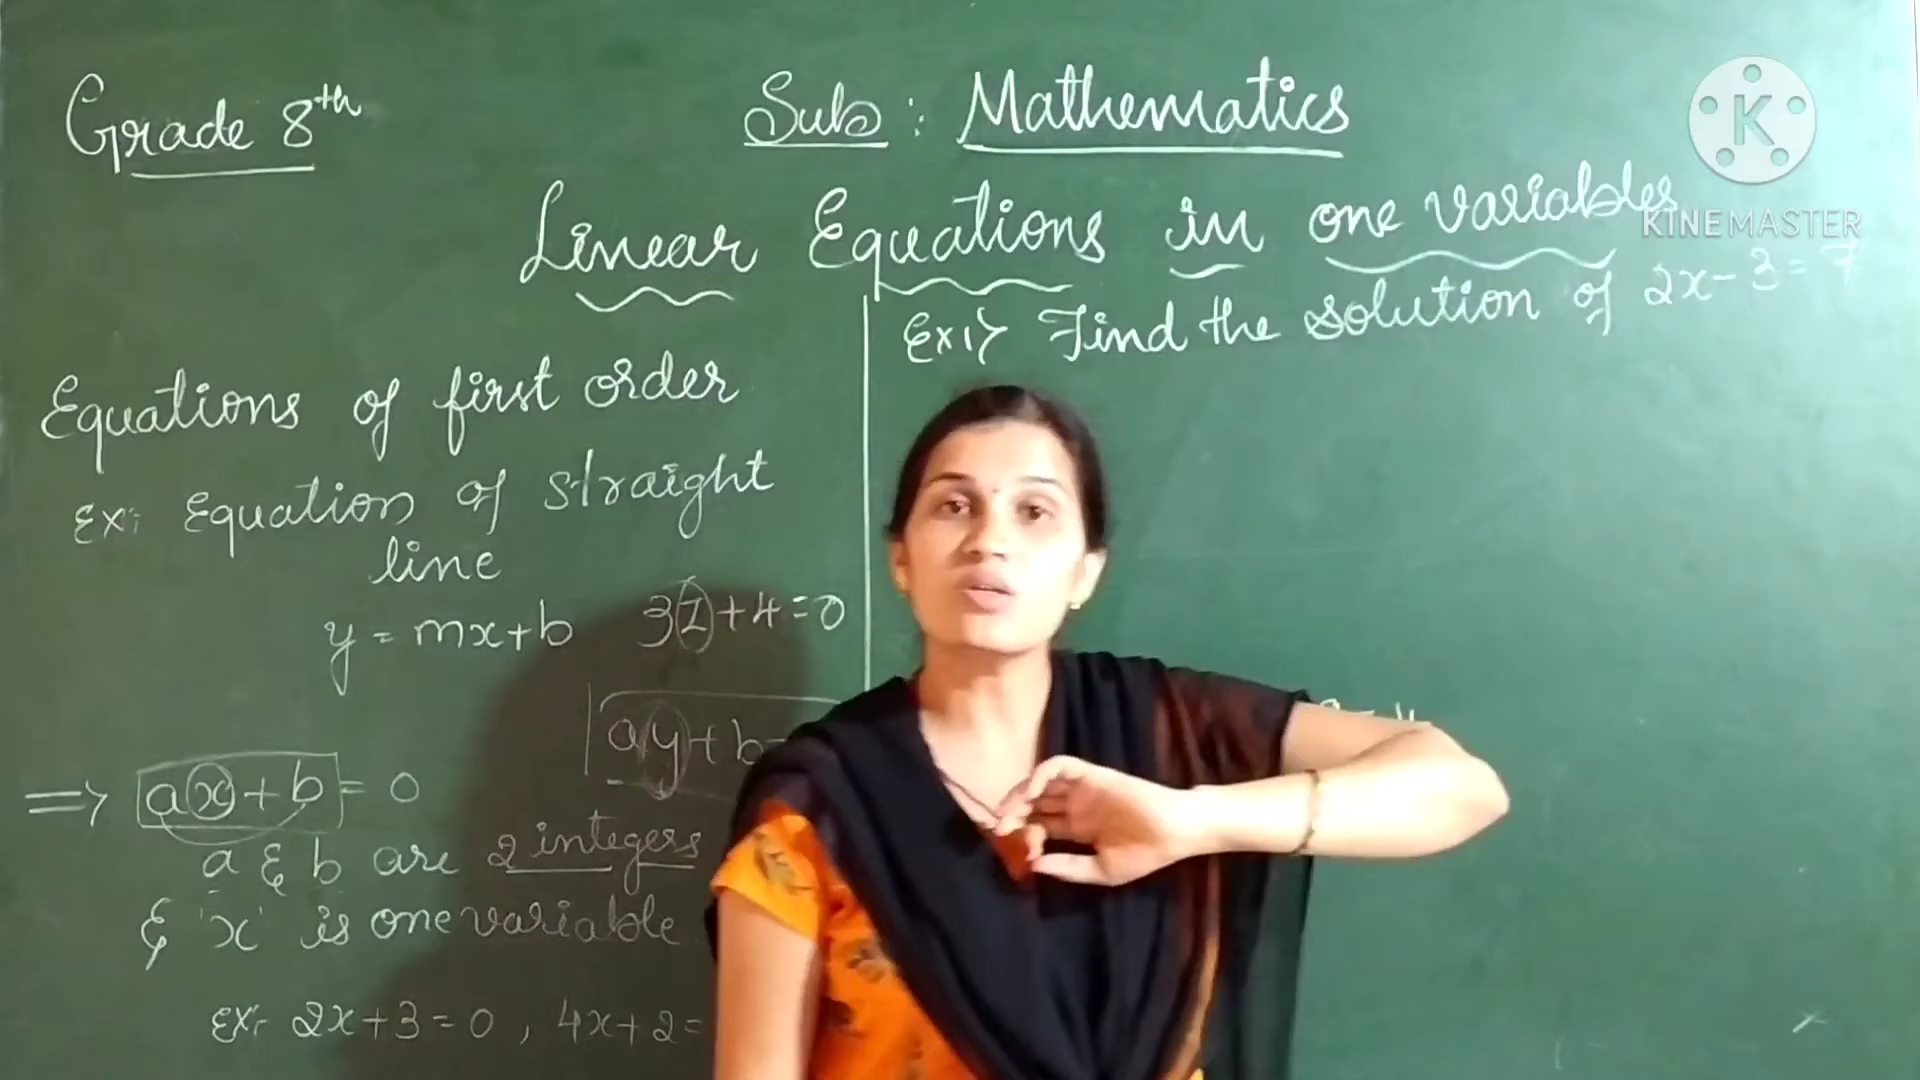 Grade 8th
Sub : Mathematics
Linear Equations in one variables
K
KINEMASTER
Equations of first order
Ex: Equation of straight
line
y = mx+b 3z+4=0
ay+b=
=> ax+b = 0
a & b are 2 integers
& 'x' is one variable
Ex: 2x+3=0, 4x+2=
Ex1> Find the solution of 2x-3=7